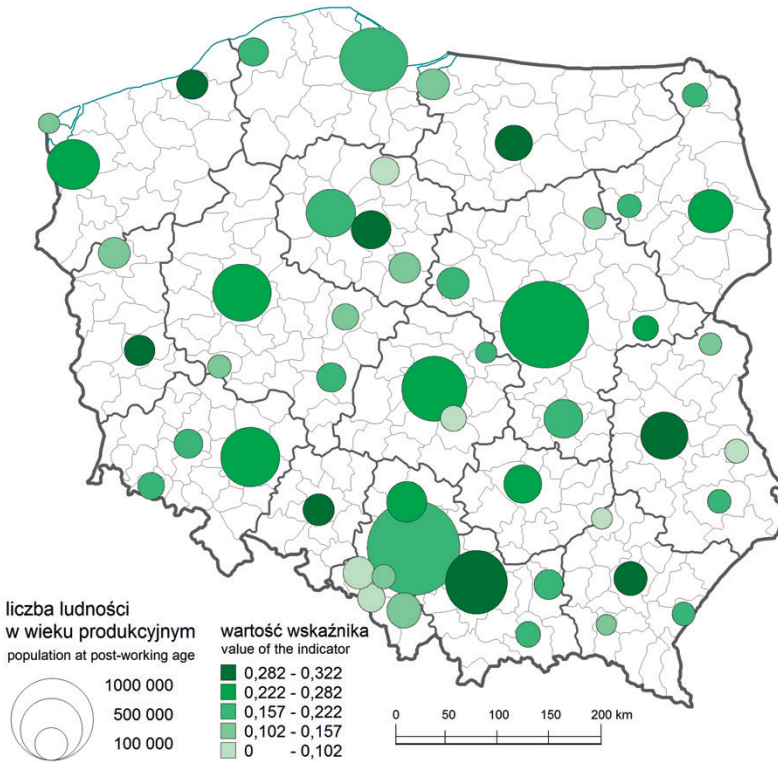 liczba ludności
w wieku produkcyjnym
population at post-working age
1000 000
500 000
100 000
wartość wskaźnika
value of the indicator
0,282 - 0,322
0,222 - 0,282
0,157 - 0,222
0,102 - 0,157
0 - 0,102
0 50 100 150 200 km